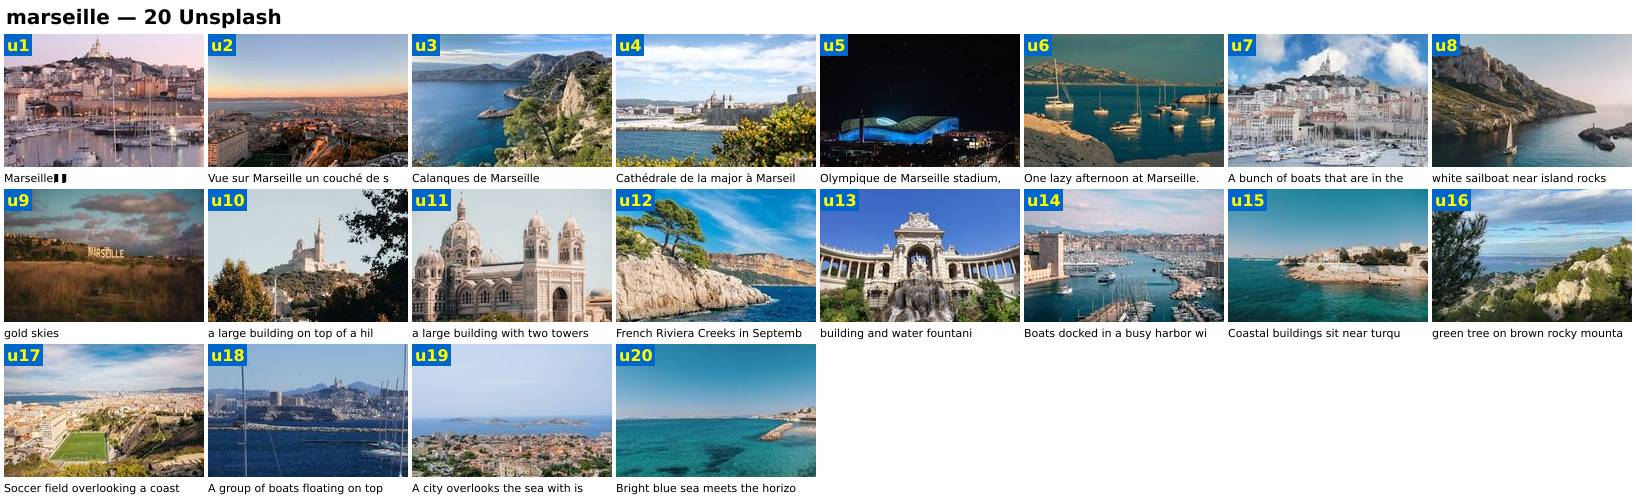 marseille — 20 Unsplash
u1
u2
u3
u4
u5
u6
u7
u8
Marseille
Vue sur Marseille un couché de s
Calanques de Marseille
Cathédrale de la major à Marseil
Olympique de Marseille stadium,
One lazy afternoon at Marseille.
A bunch of boats that are in the
white sailboat near island rocks
u9
u10
u11
u12
u13
u14
u15
u16
MARSEILLE
gold skies
a large building on top of a hil
a large building with two towers
French Riviera Creeks in Septemb
building and water fountani
Boats docked in a busy harbor wi
Coastal buildings sit near turqu
green tree on brown rocky mounta
u17
u18
u19
u20
Soccer field overlooking a coast
A group of boats floating on top
A city overlooks the sea with is
Bright blue sea meets the horizo